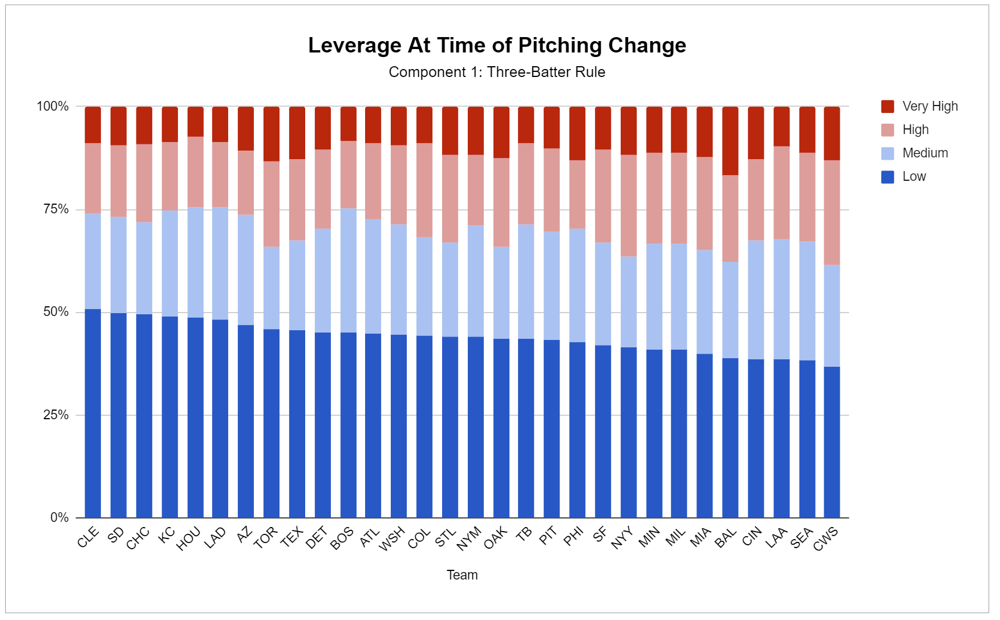 Leverage At Time of Pitching Change
Component 1: Three-Batter Rule
100%
75%
50%
25%
0%
Very High
High
Medium
Low
CLE
SD
CHC
KC
HOU
LAD
AZ
TOR
TEX
DET
BOS
ATL
WSH
COL
STL
NYM
OAK
TB
PIT
PHI
SF
NYY
MIN
MIL
MIA
BAL
CIN
LAA
SEA
CWS
Team